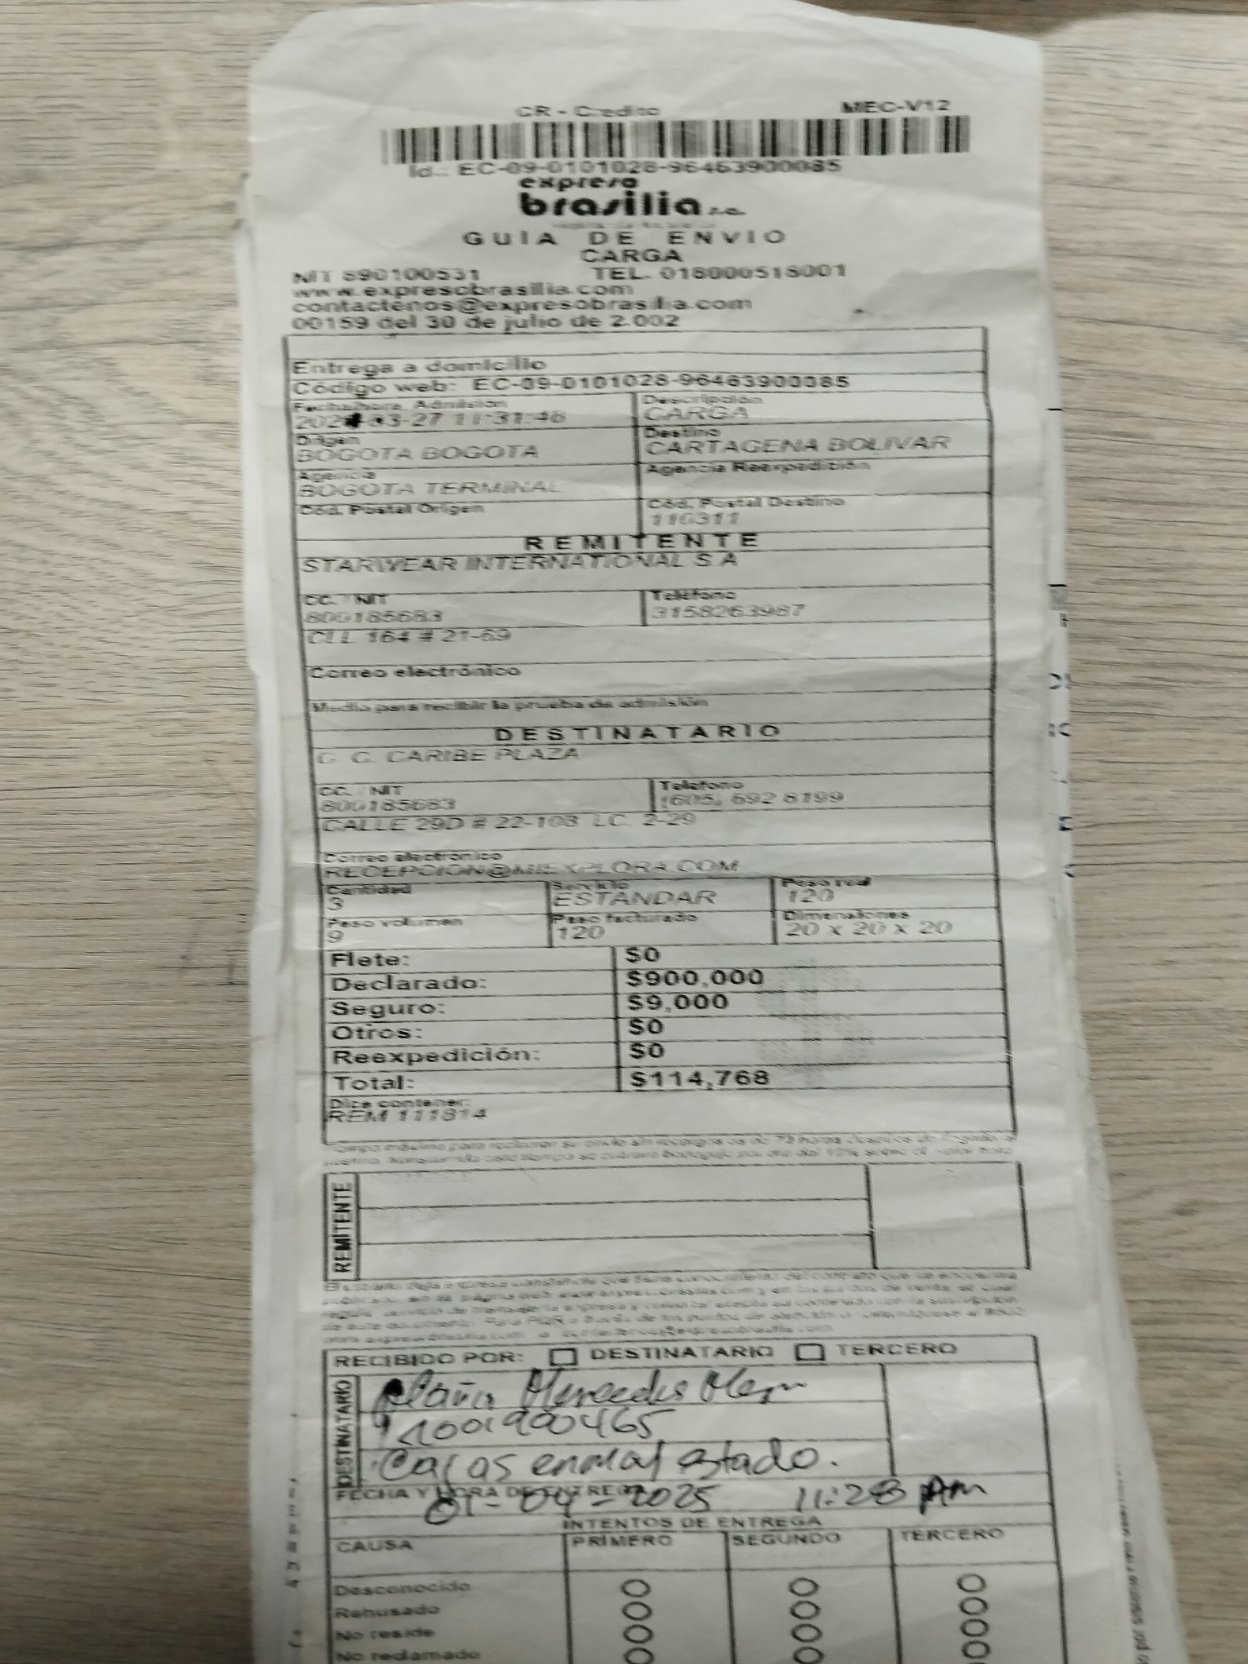 CR - Credito MEC-V12
Id.: EC-09-0101028-96463900085
expreso
brasilia s.a.
GUIA DE ENVIO
CARGA
NIT 890100531 TEL. 018000518001
www.expresobrasilia.com
contactenos@expresobrasilia.com
00159 del 30 de julio de 2.002
Entrega a domicilio
Código web: EC-09-0101028-96463900085
Fecha/hora Admisión Descripción
03-27 11:31:46 CARGA
Origen Destino
BOGOTA BOGOTA CARTAGENA BOLIVAR
Agencia Agencia Reexpedición
BOGOTA TERMINAL
Cód. Postal Origen Cód. Postal Destino
110311
REMITENTE
STARWEAR INTERNATIONAL S A
CC. / NIT Teléfono
800185683 3158263987
CLL 164 # 21-69
Correo electrónico
Medio para recibir la prueba de admisión
DESTINATARIO
C. C. CARIBE PLAZA
CC. / NIT Telefono
800185683 (605) 692 8199
CALLE 29D # 22-108 LC. 2-29
Correo electrónico
RECEPCION@MIEXPLORA.COM
Cantidad Servicio Peso real
3 ESTANDAR 120
Peso volumen Peso facturado Dimensiones
9 120 20 x 20 x 20
Flete: $0
Declarado: $900,000
Seguro: $9,000
Otros: $0
Reexpedición: $0
Total: $114,768
Dice contener:
REM 111814
REMITENTE
RECIBIDO POR: DESTINATARIO TERCERO
DESTINATARIO
Mercedes
1001900465
Cajas en mal estado.
FECHA Y HORA DE ENTREGA
01-04-2025 11:28 AM
INTENTOS DE ENTREGA
CAUSA PRIMERO SEGUNDO TERCERO
Desconocido
Rehusado
No reside
No reclamado